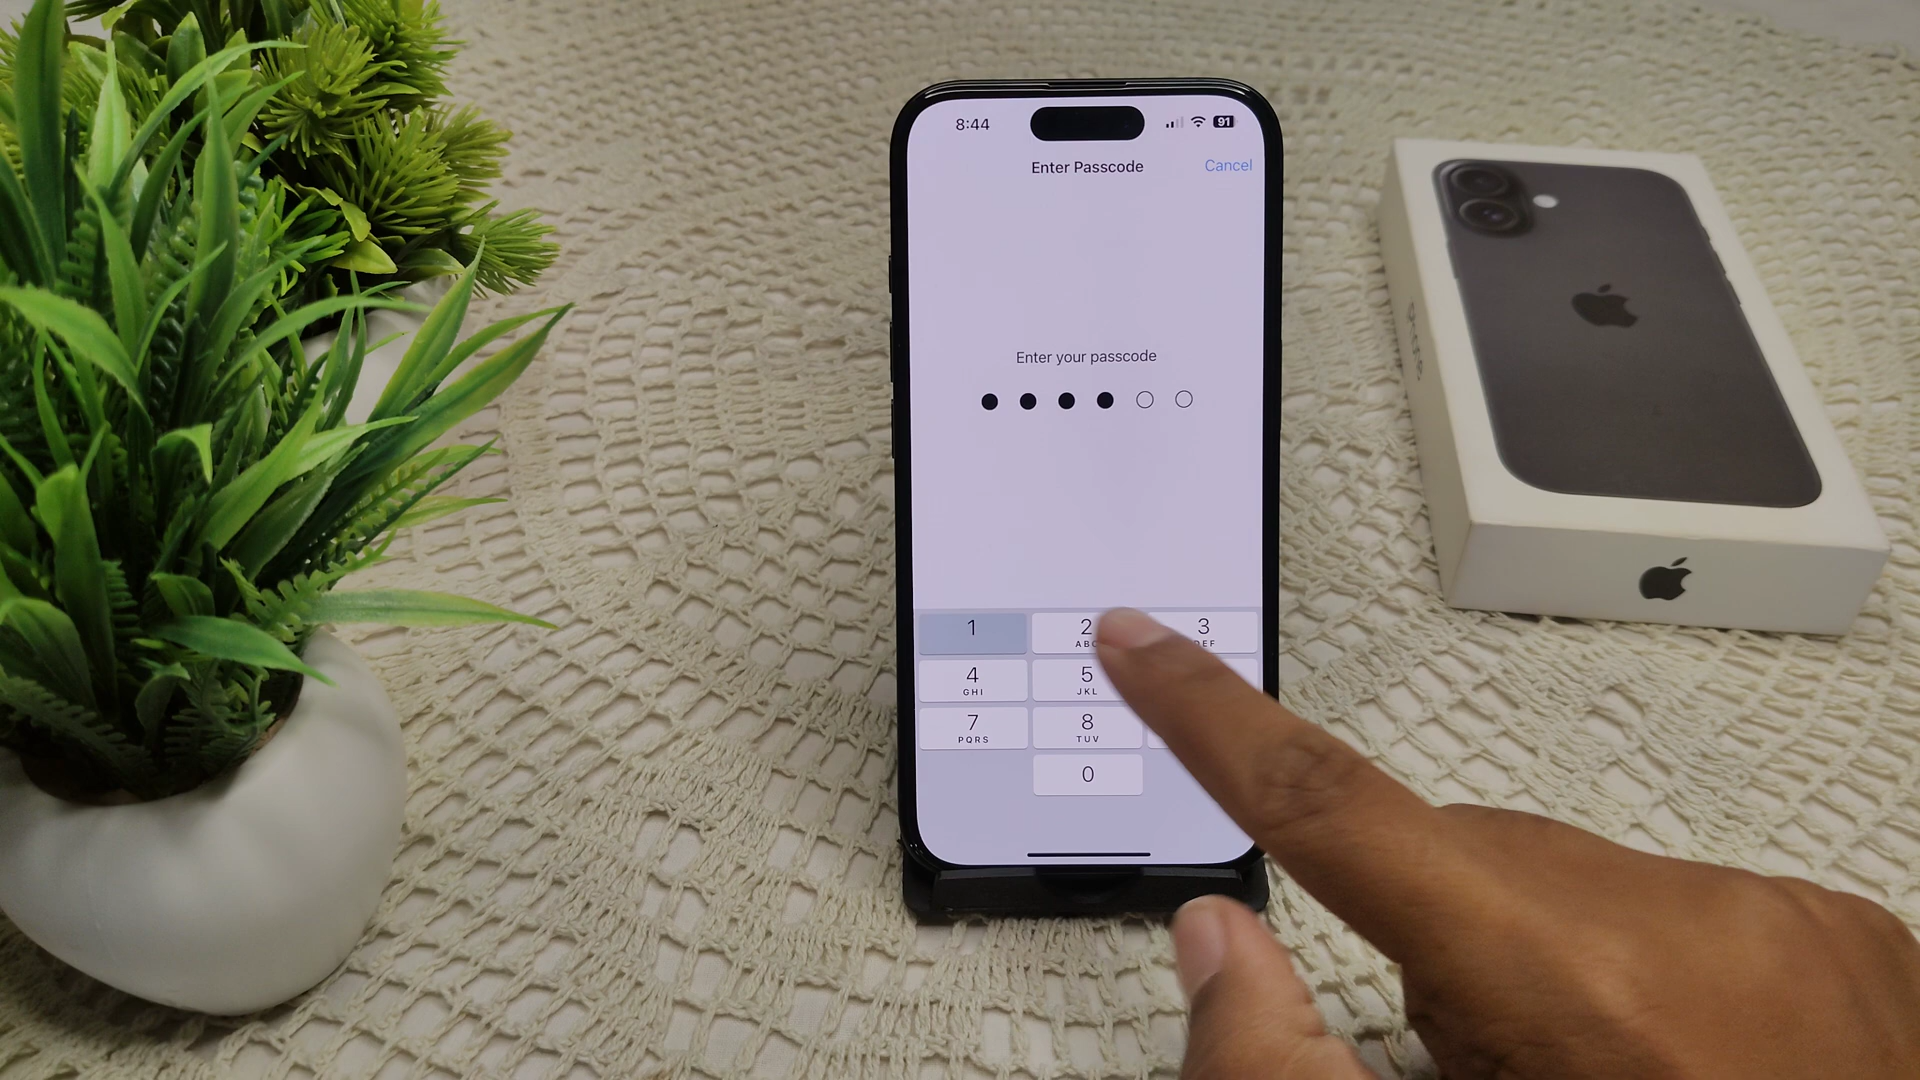 8:44
91
Enter Passcode
Cancel
Enter your passcode
1
2
3
DEF
4
GHI
5
JKL
7
PQRS
8
TUV
0